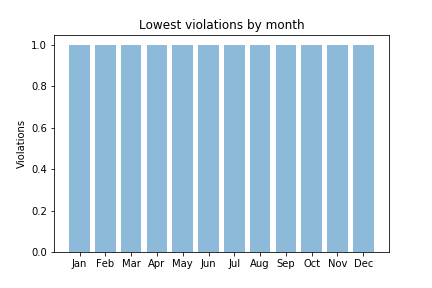 Lowest violations by month
1.0
0.8
0.6
0.4
0.2
0.0
Violations
Jan Feb Mar Apr May Jun Jul Aug Sep Oct Nov Dec